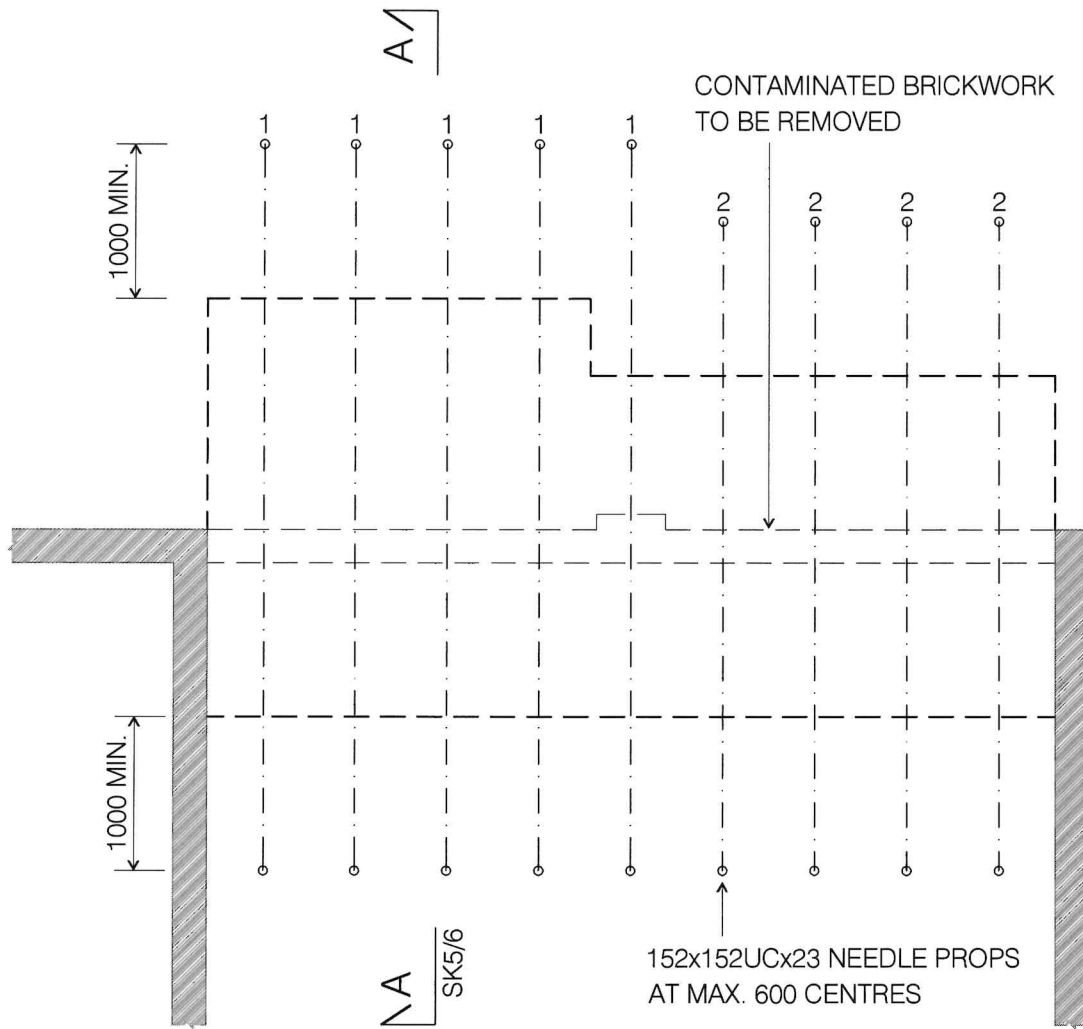 A
CONTAMINATED BRICKWORK
TO BE REMOVED
1 1 1 1 1
1000 MIN.
2 2 2 2
1000 MIN.
A
SK5/6
152x152UCx23 NEEDLE PROPS
AT MAX. 600 CENTRES